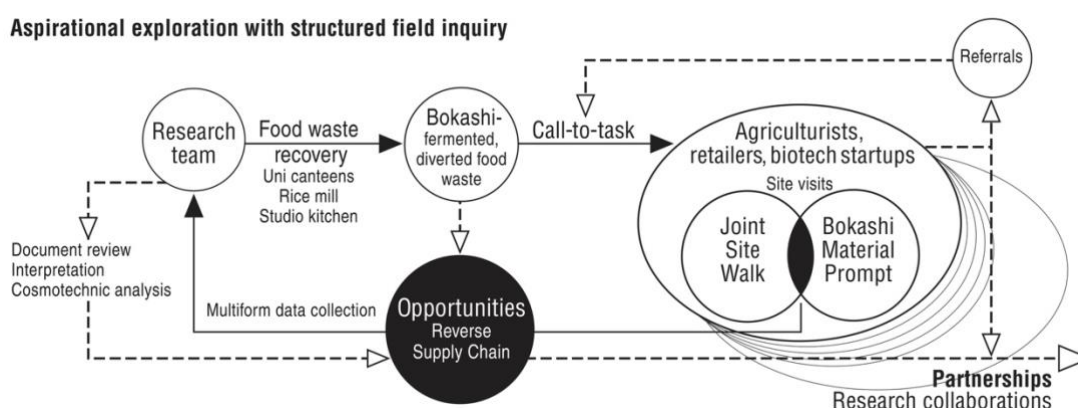 Aspirational exploration with structured field inquiry
Referrals
Research
team
Food waste
recovery
Uni canteens
Rice mill
Studio kitchen
Bokashi-
fermented,
diverted food
waste
Call-to-task
Agriculturists,
retailers, biotech startups
Site visits
Joint
Site
Walk
Bokashi
Material
Prompt
Document review
Interpretation
Cosmotechnic analysis
Multiform data collection
Opportunities
Reverse
Supply Chain
Partnerships
Research collaborations